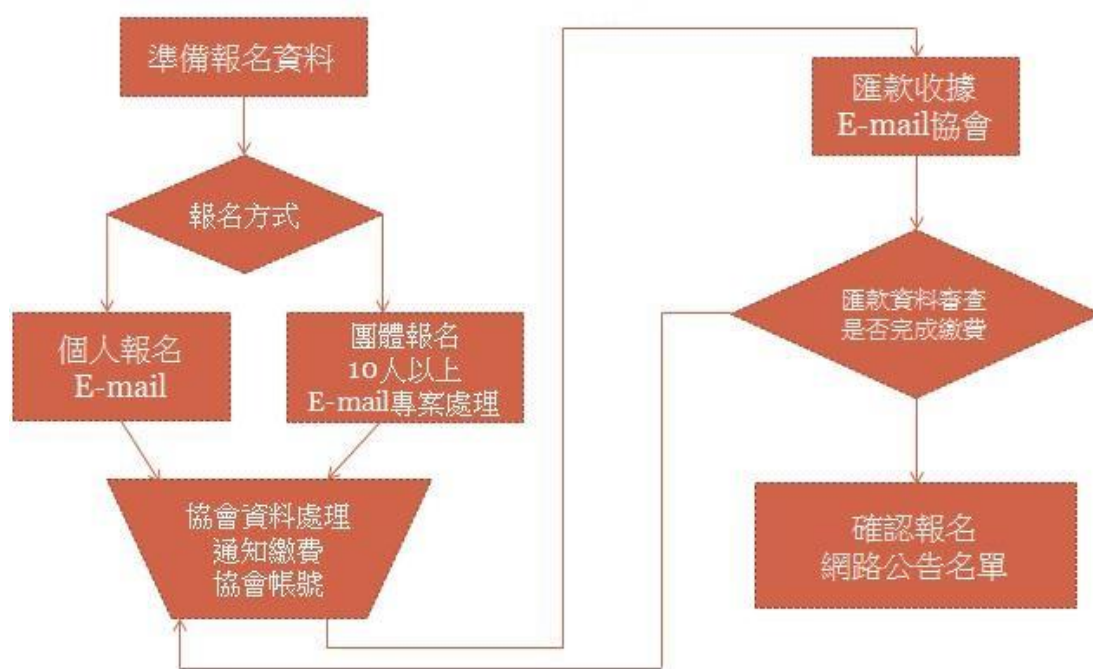 準備報名資料
報名方式
個人報名
E-mail
團體報名
10人以上
E-mail專案處理
協會資料處理
通知繳費
協會帳號
匯款收據
E-mail協會
匯款資料審查
是否完成繳費
確認報名
網路公告名單